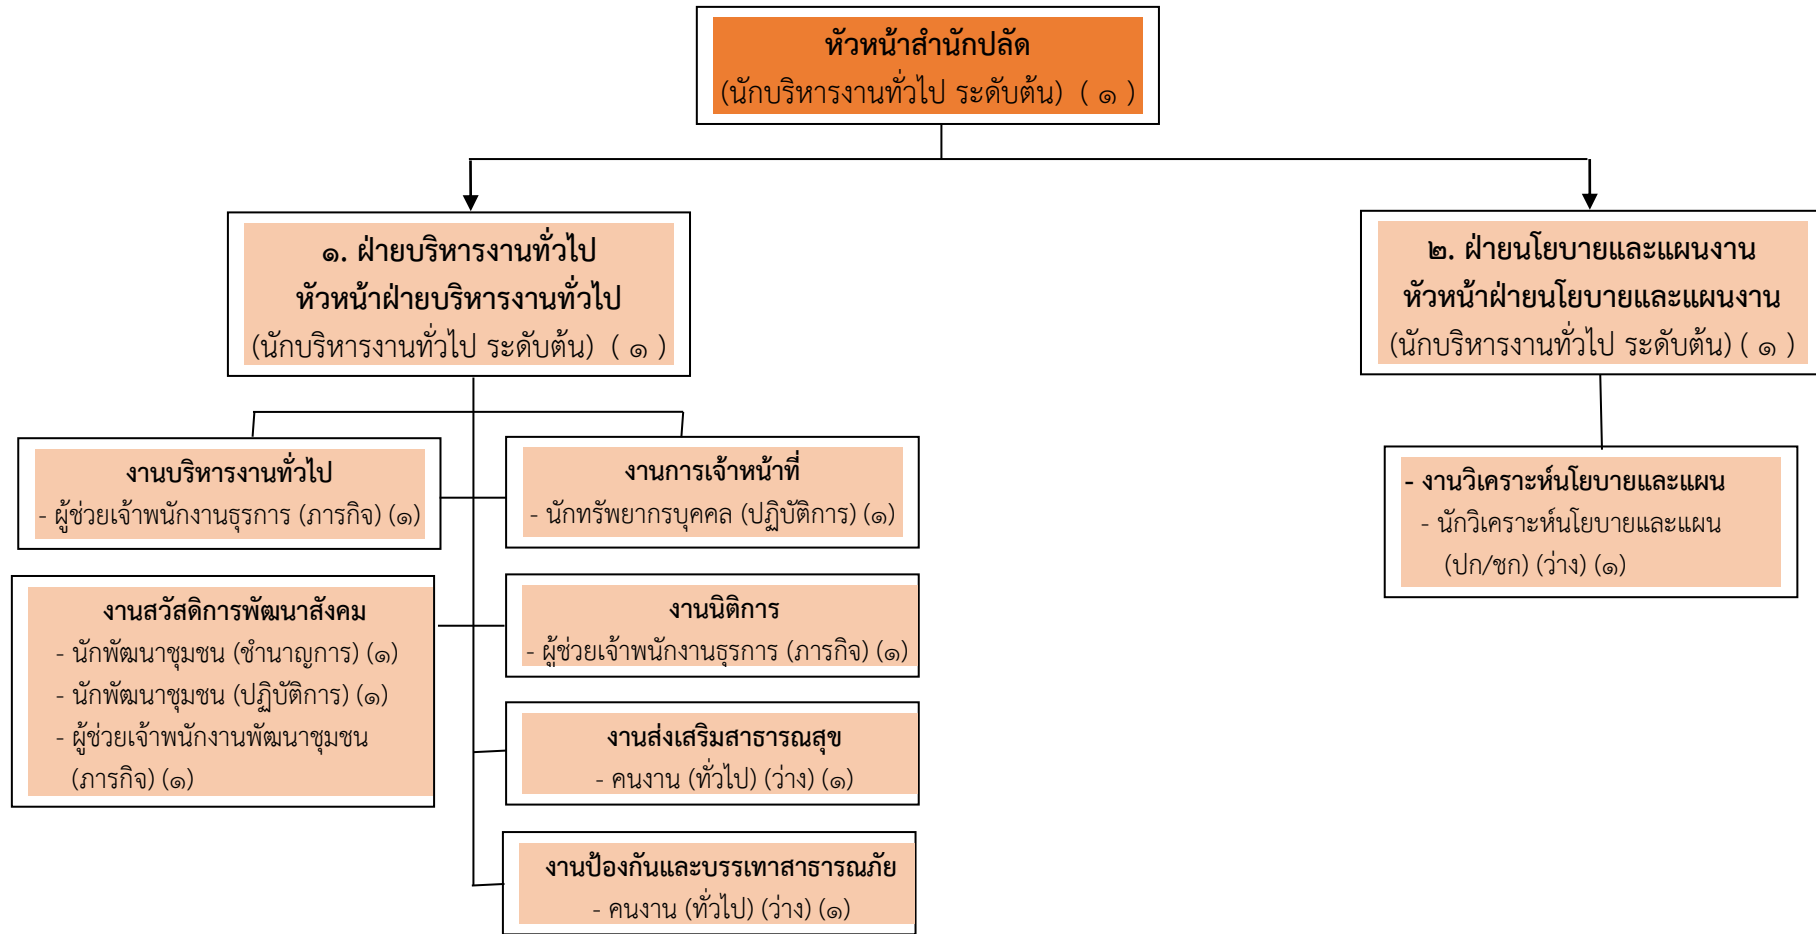 หัวหน้าสำนักปลัด
(นักบริหารงานทั่วไป ระดับต้น) ( ๑ )
๑. ฝ่ายบริหารงานทั่วไป
หัวหน้าฝ่ายบริหารงานทั่วไป
(นักบริหารงานทั่วไป ระดับต้น) ( ๑ )
๒. ฝ่ายนโยบายและแผนงาน
หัวหน้าฝ่ายนโยบายและแผนงาน
(นักบริหารงานทั่วไป ระดับต้น) ( ๑ )
งานบริหารงานทั่วไป
- ผู้ช่วยเจ้าพนักงานธุรการ (ภารกิจ) (๑)
งานการเจ้าหน้าที่
- นักทรัพยากรบุคคล (ปฏิบัติการ) (๑)
- งานวิเคราะห์นโยบายและแผน
- นักวิเคราะห์นโยบายและแผน
(ปก/ชก) (ว่าง) (๑)
งานสวัสดิการพัฒนาสังคม
- นักพัฒนาชุมชน (ชำนาญการ) (๑)
- นักพัฒนาชุมชน (ปฏิบัติการ) (๑)
- ผู้ช่วยเจ้าพนักงานพัฒนาชุมชน
(ภารกิจ) (๑)
งานนิติการ
- ผู้ช่วยเจ้าพนักงานธุรการ (ภารกิจ) (๑)
งานส่งเสริมสาธารณสุข
- คนงาน (ทั่วไป) (ว่าง) (๑)
งานป้องกันและบรรเทาสาธารณภัย
- คนงาน (ทั่วไป) (ว่าง) (๑)